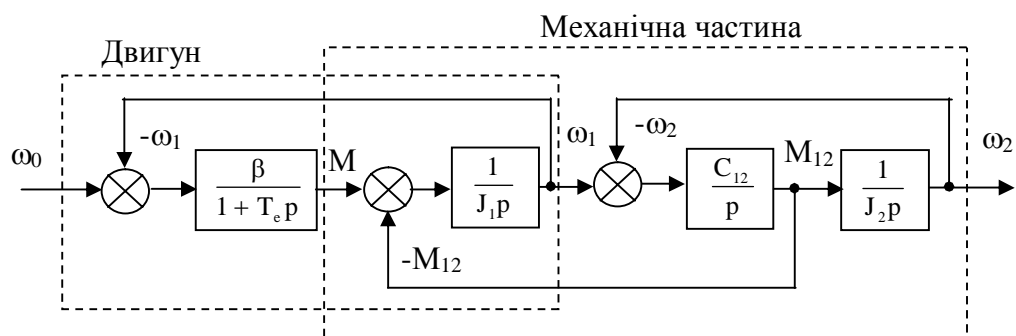 Механічна частина
Двигун
-ω₁
ω₁
-ω₂
ω₀
M
M₁₂
ω₂
β
1 + Tₑp
1
J₁p
C₁₂
p
1
J₂p
-M₁₂